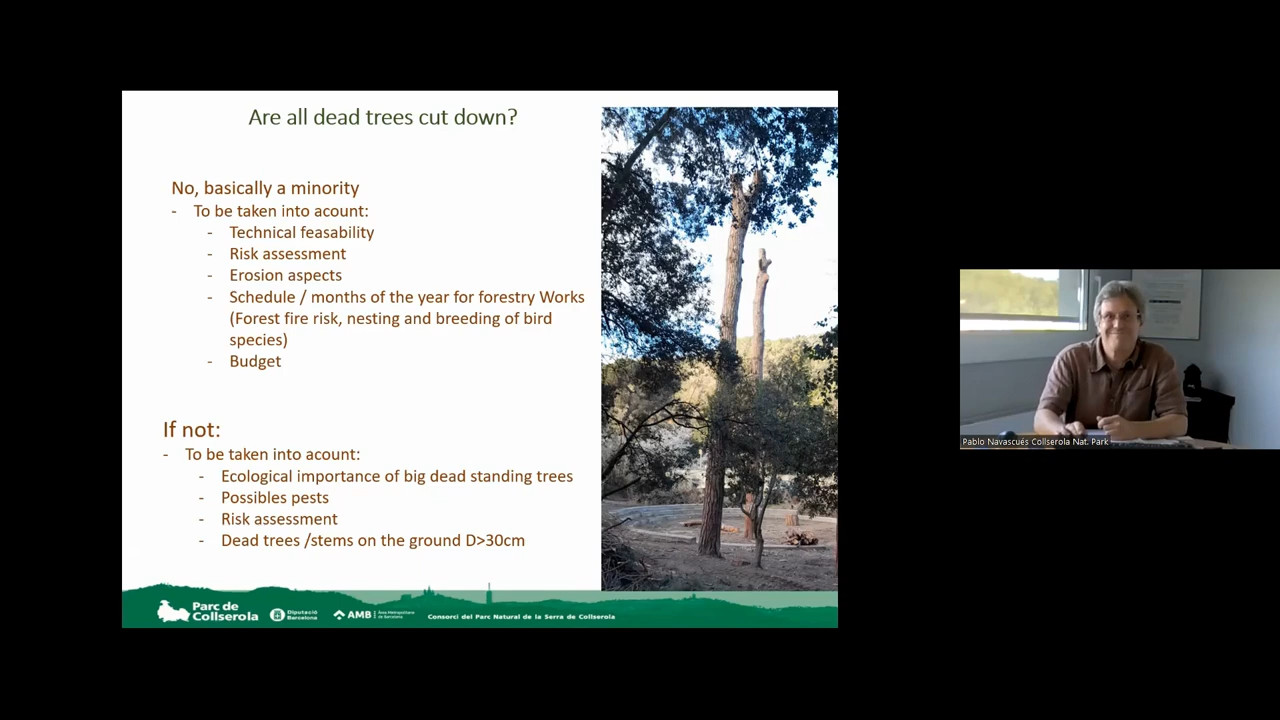 Are all dead trees cut down?
No, basically a minority
- To be taken into acount:
- Technical feasability
- Risk assessment
- Erosion aspects
- Schedule / months of the year for forestry Works
(Forest fire risk, nesting and breeding of bird
species)
- Budget
If not:
- To be taken into acount:
- Ecological importance of big dead standing trees
- Possibles pests
- Risk assessment
- Dead trees /stems on the ground D>30cm
Parc de
Collserola
Diputació
Barcelona
AMB
Àrea Metropolitana
de Barcelona
Consorci del Parc Natural de la Serra de Collserola
Pablo Navascués Collserola Nat. Park